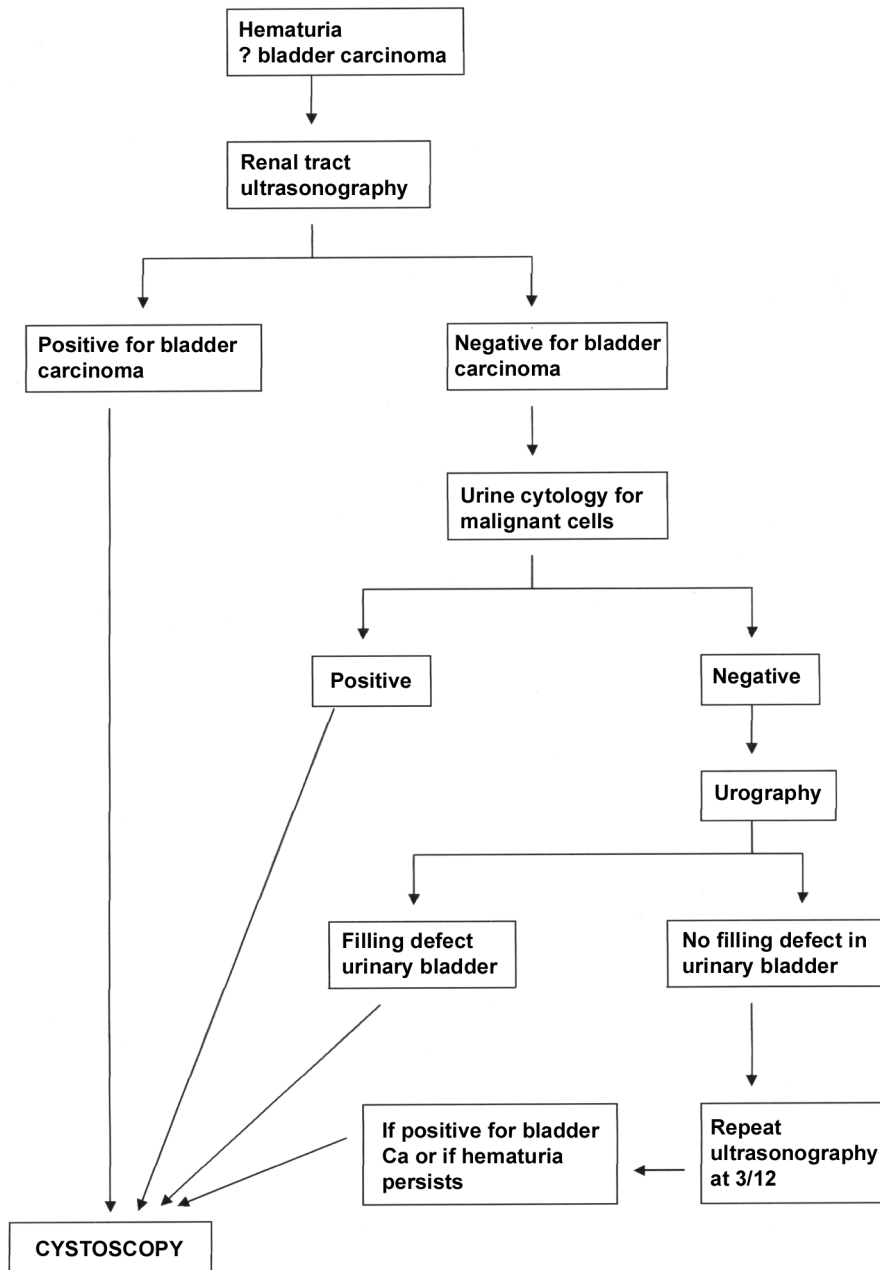 Hematuria
? bladder carcinoma
Renal tract
ultrasonography
Positive for bladder
carcinoma
Negative for bladder
carcinoma
Urine cytology for
malignant cells
Positive
Negative
Urography
Filling defect
urinary bladder
No filling defect in
urinary bladder
If positive for bladder
Ca or if hematuria
persists
Repeat
ultrasonography
at 3/12
CYSTOSCOPY